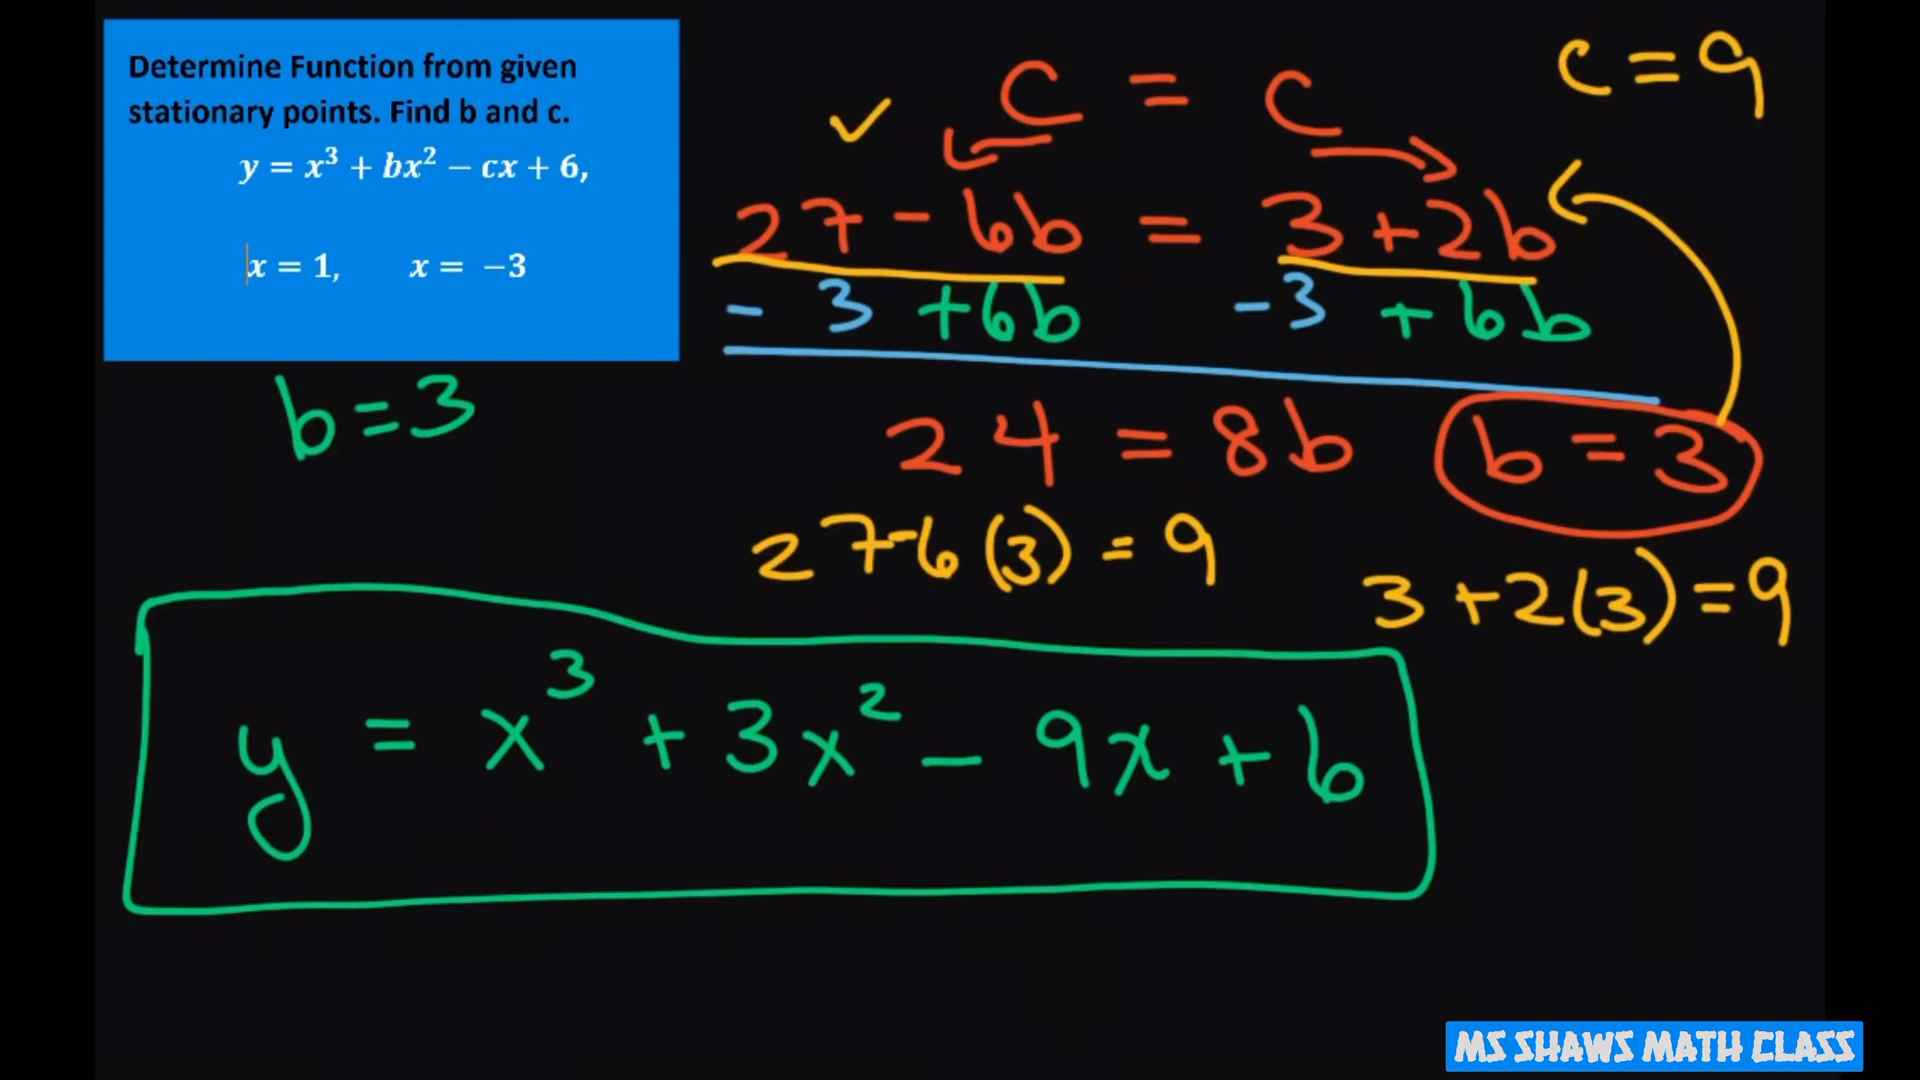 Determine Function from given
stationary points. Find b and c.
y = x³ + bx² − cx + 6,
x = 1, x = −3
b = 3
c = c
c = 9
27 − 6b = 3 + 2b
− 3 + 6b − 3 + 6b
24 = 8b b = 3
27 − 6(3) = 9
3 + 2(3) = 9
y = x³ + 3x² − 9x + 6
MS SHAWS MATH CLASS